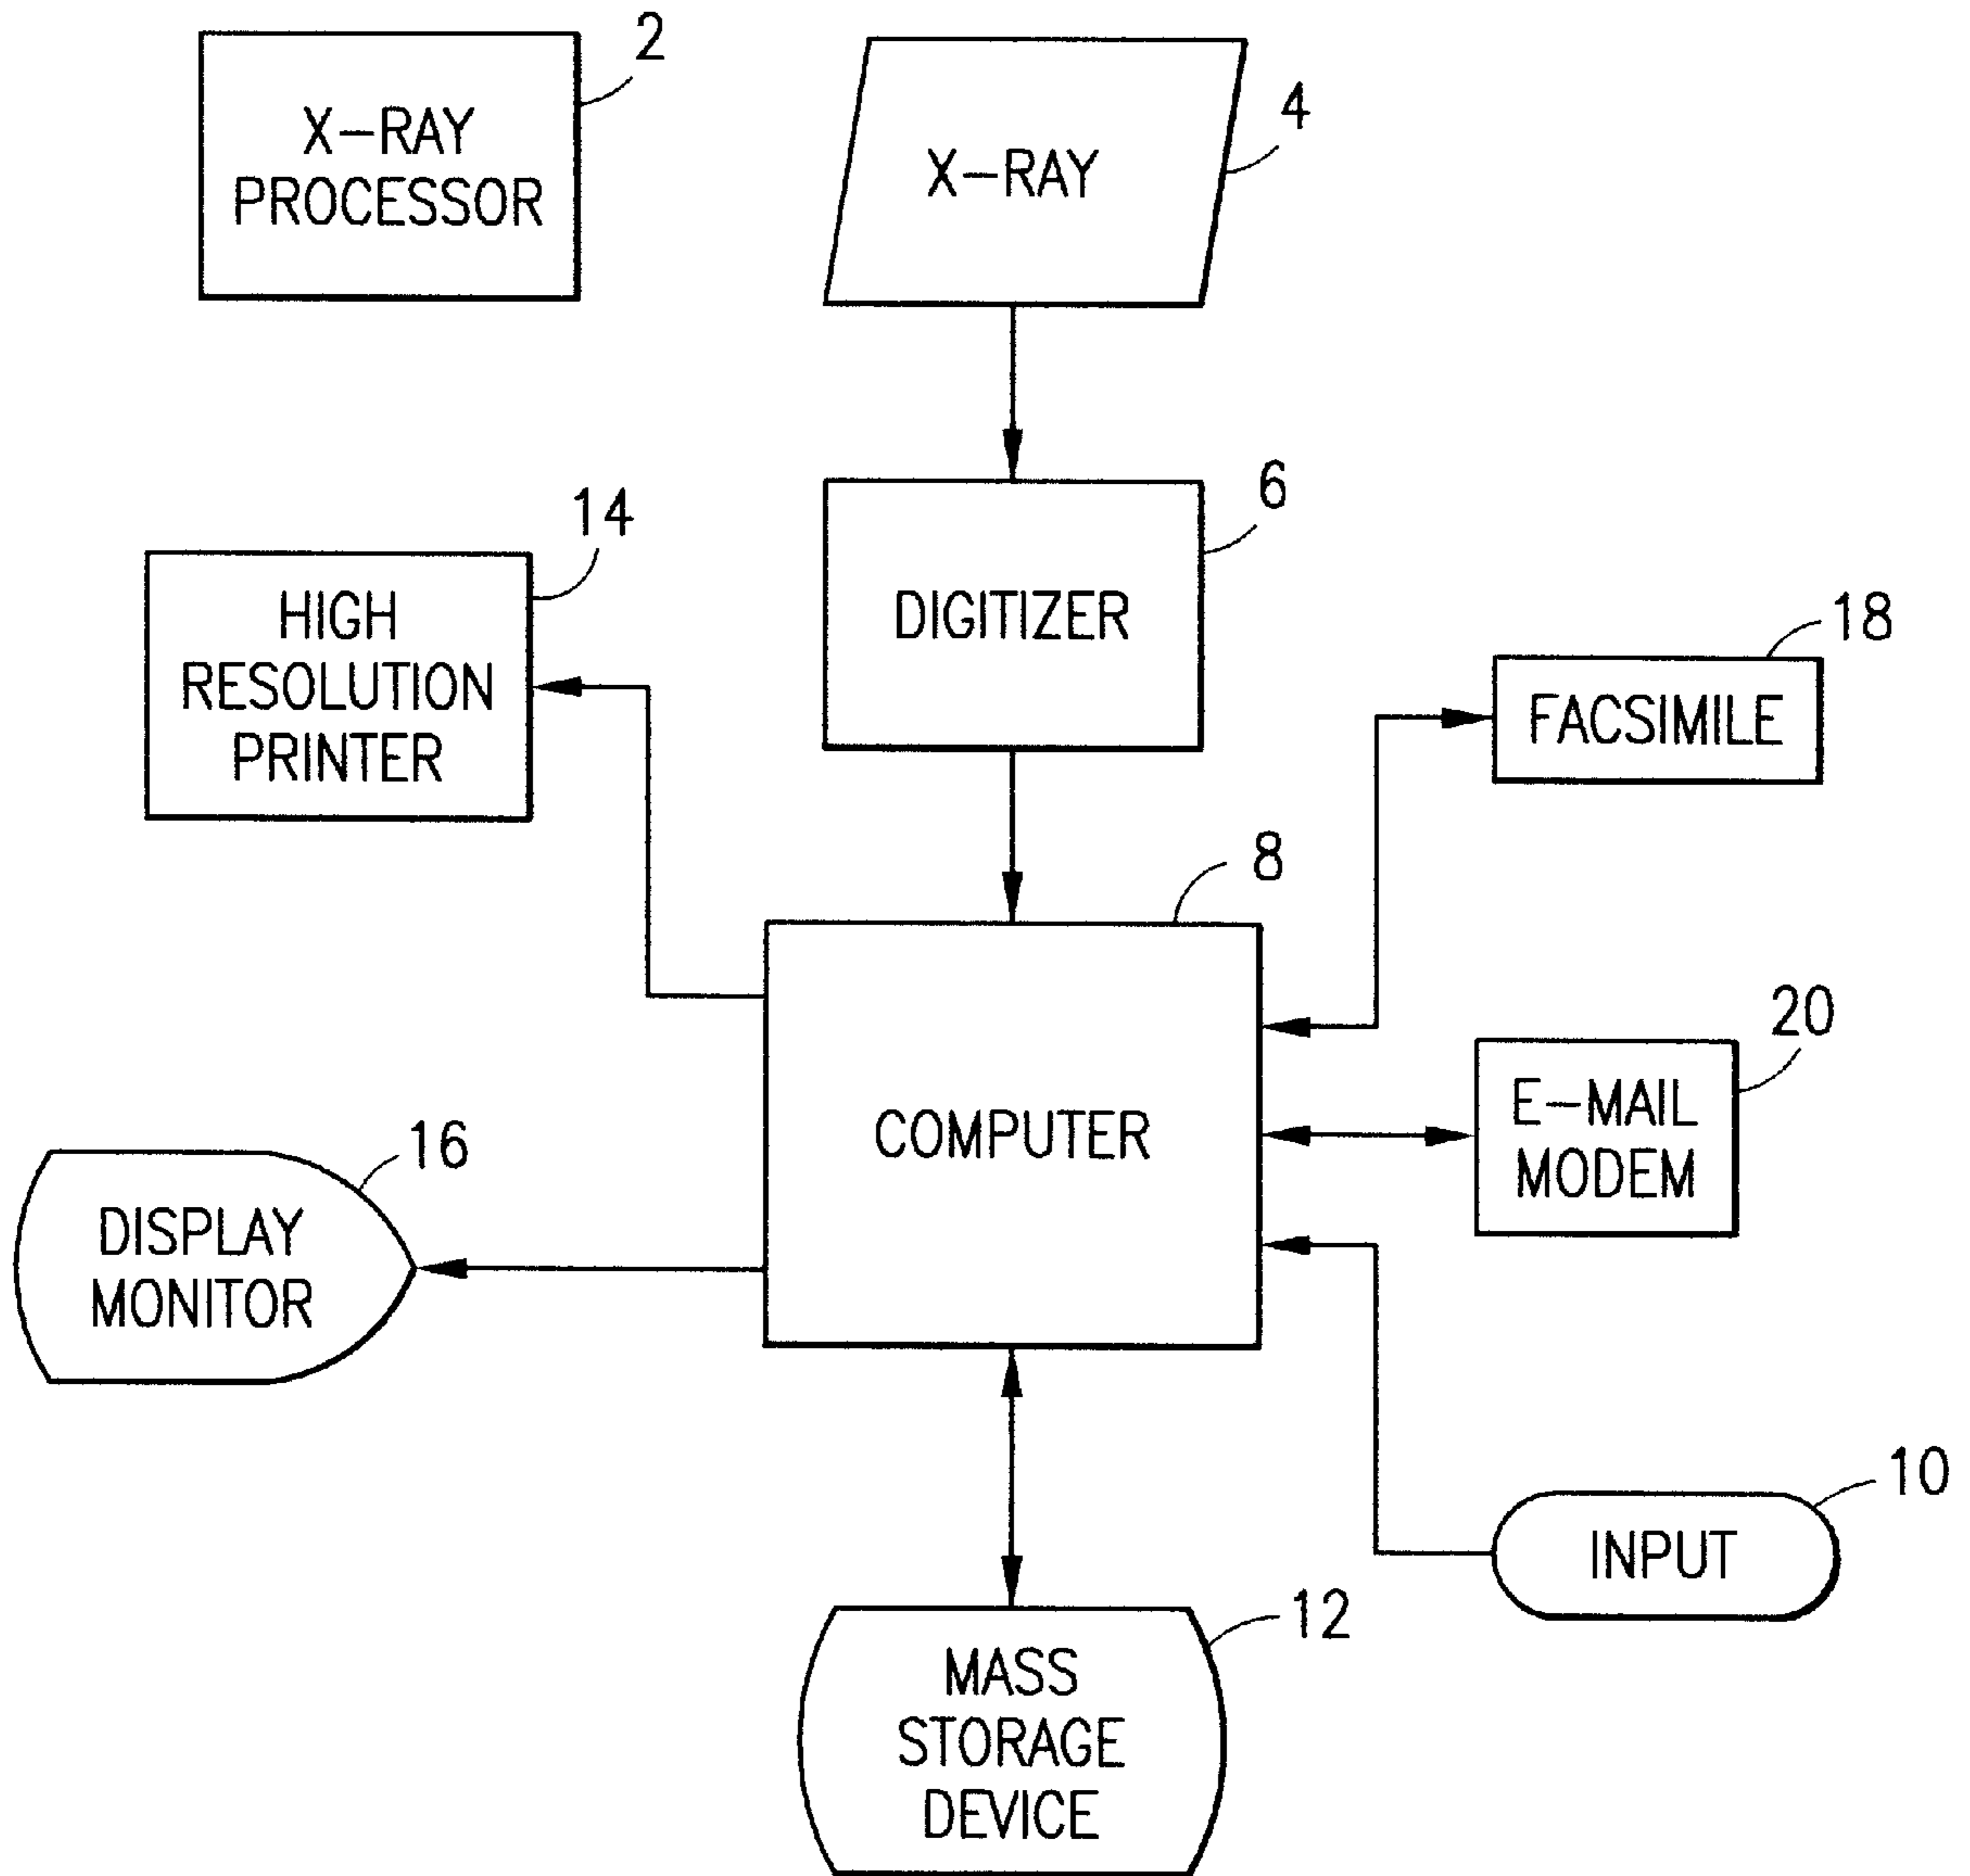 2
X-RAY
PROCESSOR
4
X-RAY
6
DIGITIZER
14
HIGH
RESOLUTION
PRINTER
18
FACSIMILE
8
COMPUTER
20
E-MAIL
MODEM
16
DISPLAY
MONITOR
10
INPUT
12
MASS
STORAGE
DEVICE